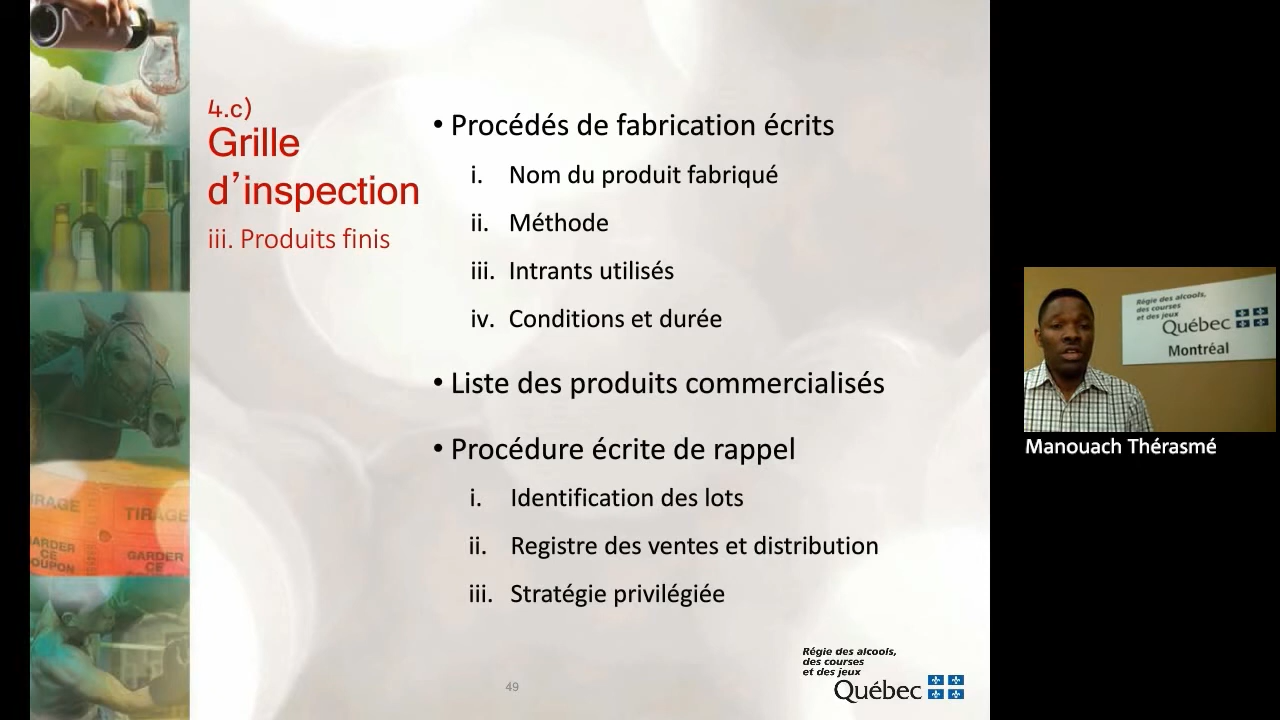 4.c)
Grille
d'inspection
iii. Produits finis
• Procédés de fabrication écrits
i. Nom du produit fabriqué
ii. Méthode
iii. Intrants utilisés
iv. Conditions et durée
• Liste des produits commercialisés
• Procédure écrite de rappel
i. Identification des lots
ii. Registre des ventes et distribution
iii. Stratégie privilégiée
49
Régie des alcools,
des courses
et des jeux
Québec
TIRAGE
GARDER
CE
OUPON
TIRAGE
GARDER
CE
Régie des alcools,
des courses
et des jeux
Québec
Montréal
Manouach Thérasmé